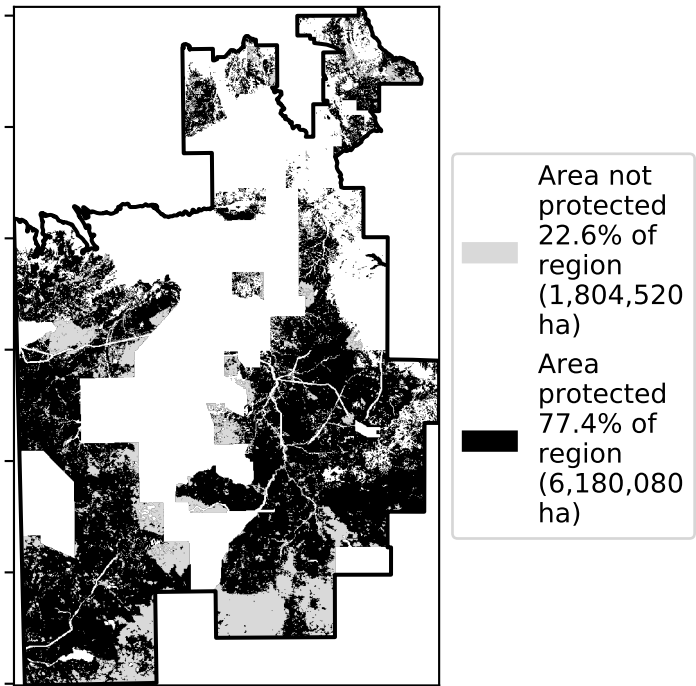 Area not
protected
22.6% of
region
(1,804,520
ha)
Area
protected
77.4% of
region
(6,180,080
ha)